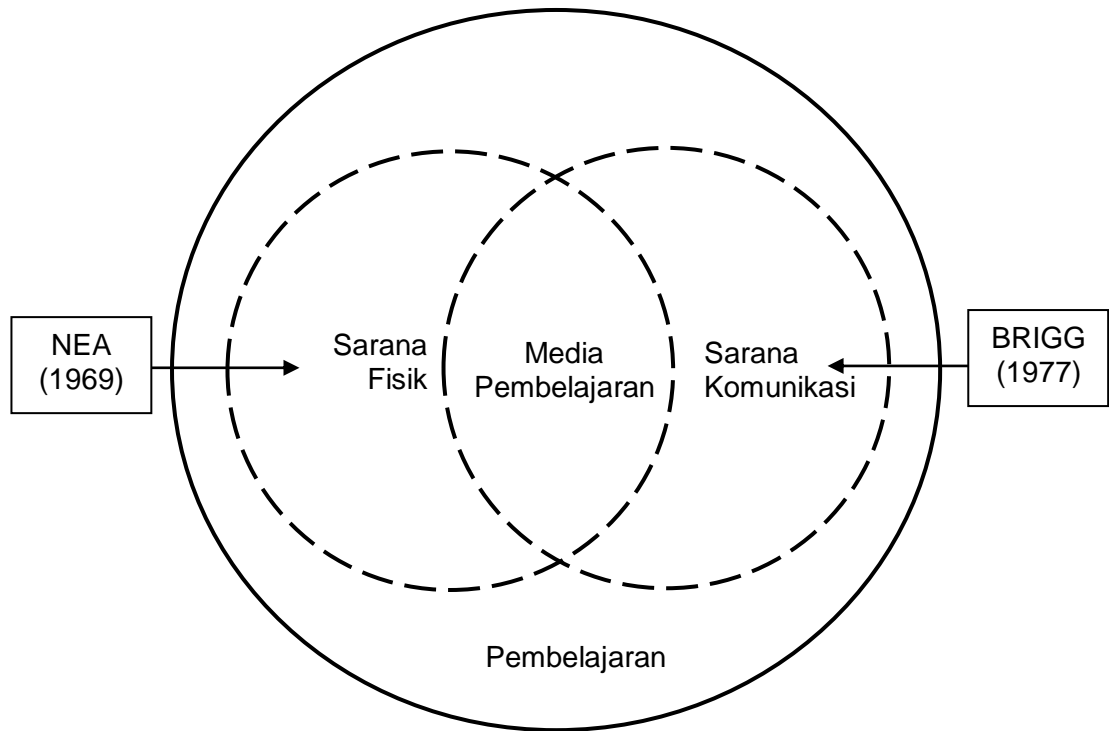 NEA
(1969)
Sarana
Fisik
Media
Pembelajaran
Sarana
Komunikasi
BRIGG
(1977)
Pembelajaran